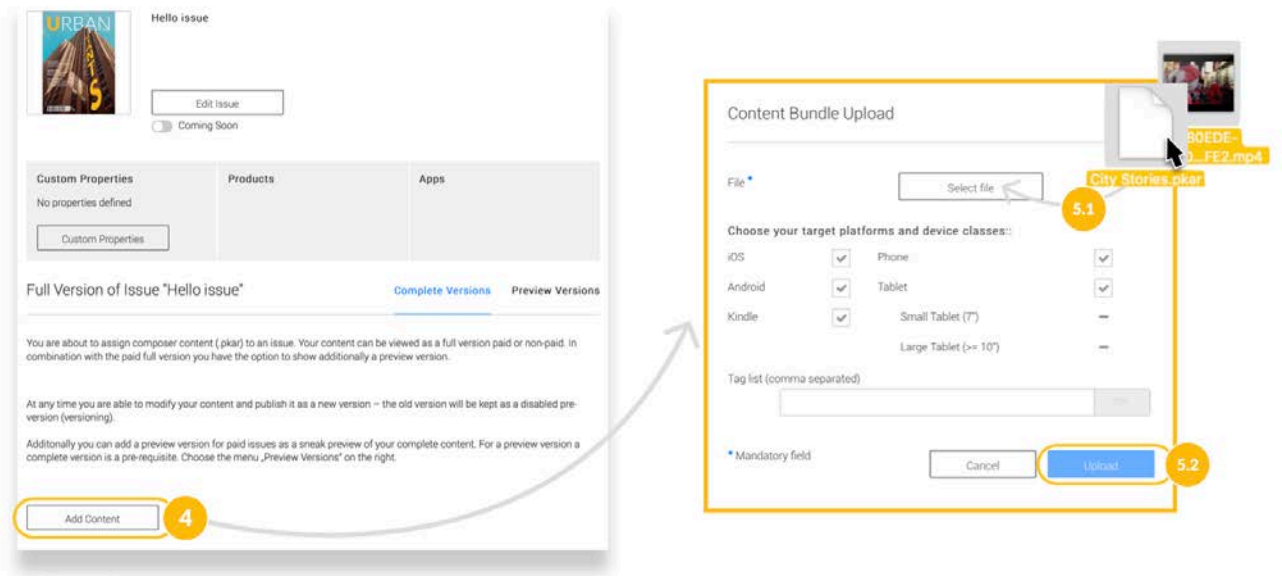 URBAN
GIANTS
Hello issue
Edit Issue
Coming Soon
Custom Properties
Products
Apps
No properties defined
Custom Properties
Full Version of Issue "Hello issue"
Complete Versions
Preview Versions
You are about to assign composer content (.pkar) to an issue. Your content can be viewed as a full version paid or non-paid. In
combination with the paid full version you have the option to show additionally a preview version.
At any time you are able to modify your content and publish it as a new version – the old version will be kept as a disabled pre-
version (versioning).
Additonally you can add a preview version for paid issues as a sneak preview of your complete content. For a preview version a
complete version is a pre-requisite. Choose the menu „Preview Versions" on the right.
Add Content
4
Content Bundle Upload
80EDE-
0...FE2.mp4
City Stories.pkar
File *
Select file
5.1
Choose your target platforms and device classes::
iOS
Phone
Android
Tablet
Kindle
Small Tablet (7")
Large Tablet (>= 10")
Tag list (comma separated)
* Mandatory field
Cancel
Upload
5.2